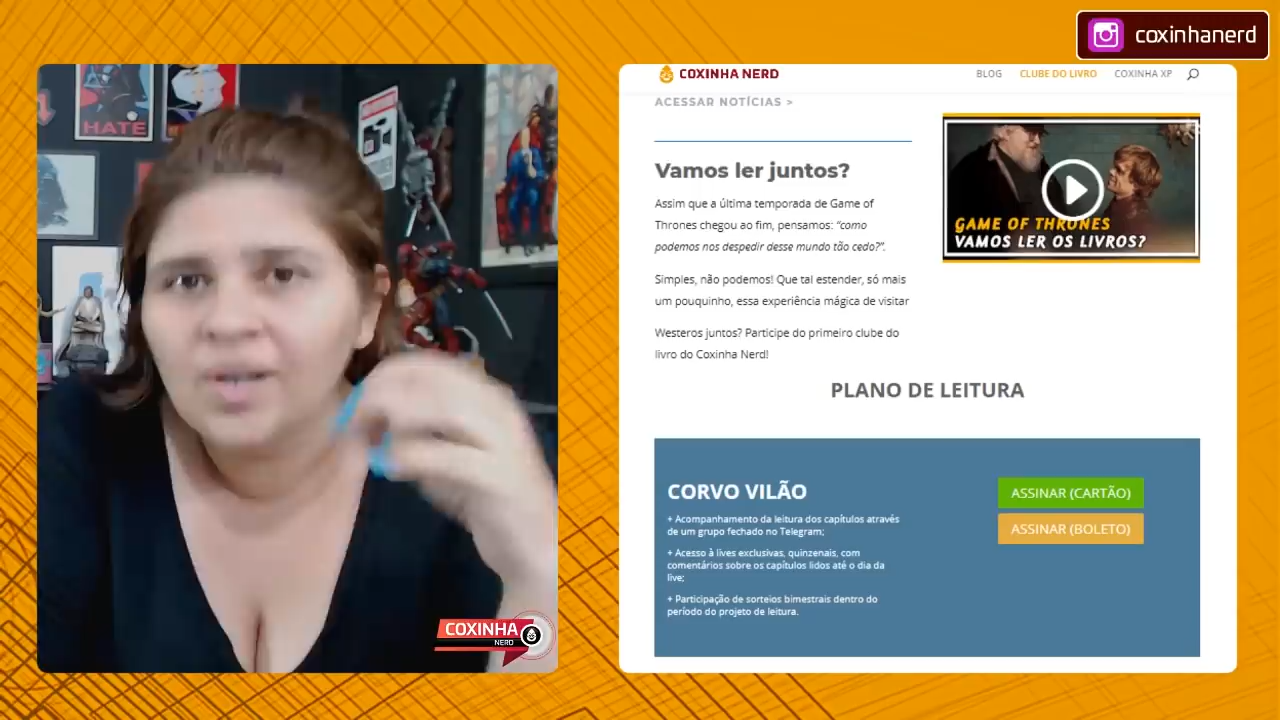 coxinhanerd
HATE
COXINHA
NERD
COXINHA NERD
BLOG
CLUBE DO LIVRO
COXINHA XP
ACESSAR NOTÍCIAS >
Vamos ler juntos?
Assim que a última temporada de Game of
Thrones chegou ao fim, pensamos: “como
podemos nos despedir desse mundo tão cedo?”.
Simples, não podemos! Que tal estender, só mais
um pouquinho, essa experiência mágica de visitar
Westeros juntos? Participe do primeiro clube do
livro do Coxinha Nerd!
GAME OF THRONES
VAMOS LER OS LIVROS?
PLANO DE LEITURA
CORVO VILÃO
+ Acompanhamento da leitura dos capítulos através
de um grupo fechado no Telegram;
+ Acesso à lives exclusivas, quinzenais, com
comentários sobre os capítulos lidos até o dia da
live;
+ Participação de sorteios bimestrais dentro do
período do projeto de leitura.
ASSINAR (CARTÃO)
ASSINAR (BOLETO)